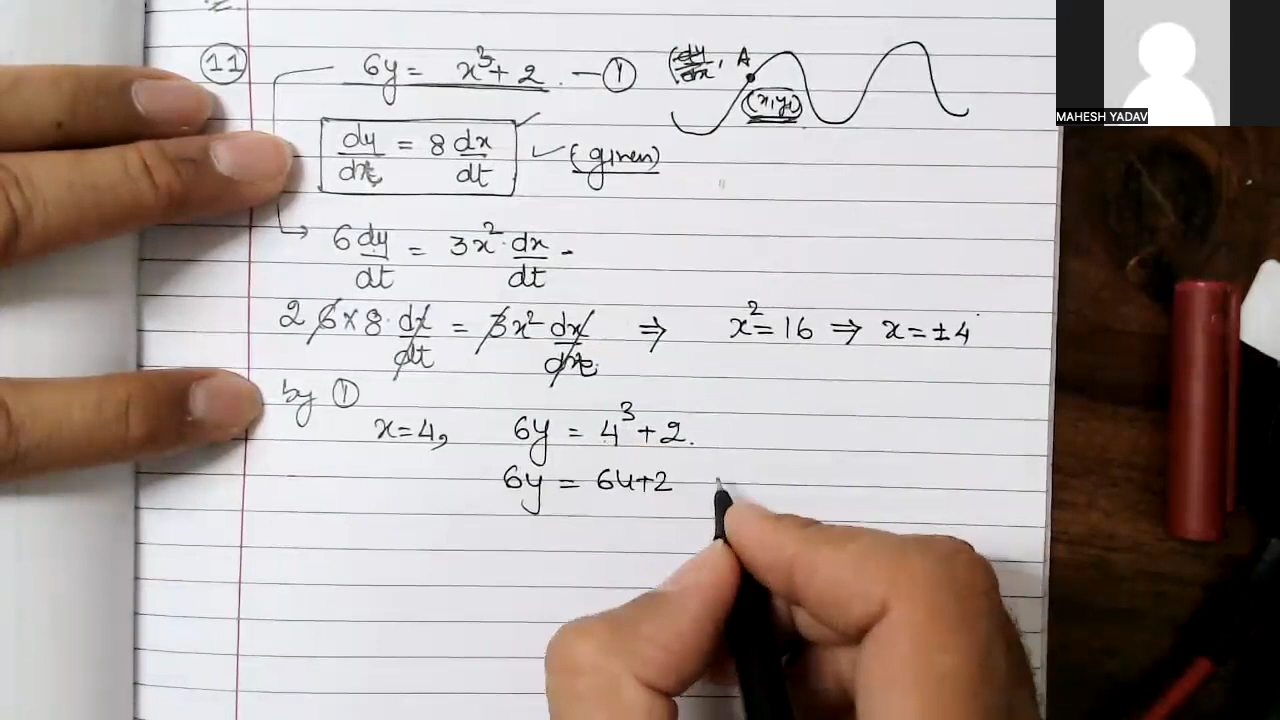 11 6y = x³ + 2 — 1
dy/dx, A
(x,y)
dy/dt = 8 dx/dt (given)
6 dy/dt = 3x² · dx/dt -
2 6 × 8 · dx/dt = 3x² dx/dt ⇒ x² = 16 ⇒ x = ±4
by 1
x=4, 6y = 4³ + 2.
6y = 64+2
MAHESH YADAV